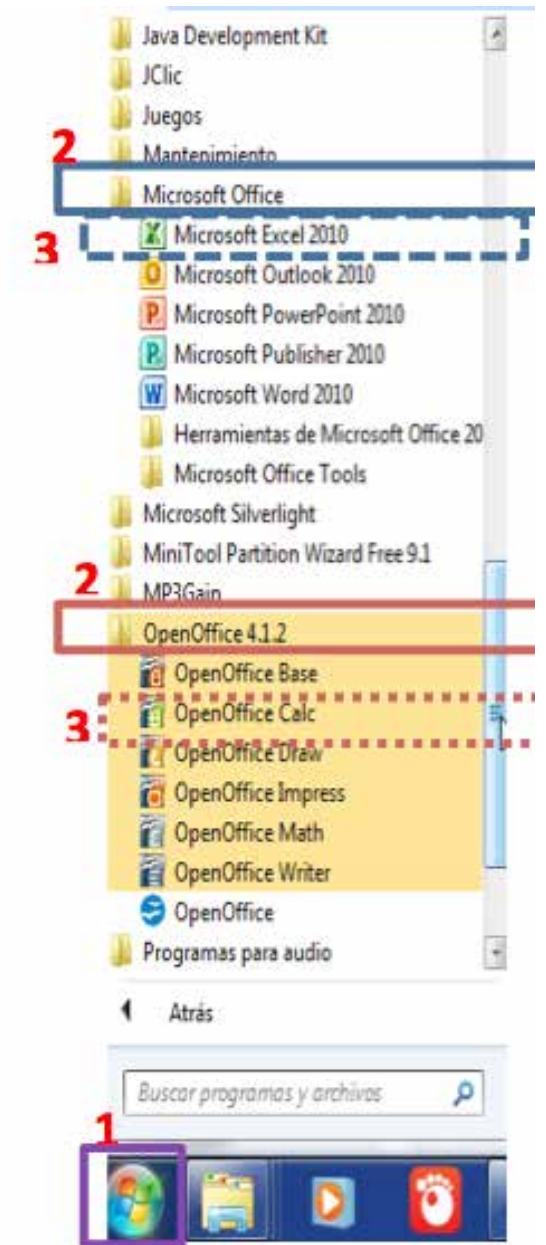 Java Development Kit
JClic
Juegos
2
Mantenimiento
Microsoft Office
3
Microsoft Excel 2010
Microsoft Outlook 2010
Microsoft PowerPoint 2010
Microsoft Publisher 2010
Microsoft Word 2010
Herramientas de Microsoft Office 20
Microsoft Office Tools
Microsoft Silverlight
MiniTool Partition Wizard Free 9.1
2
MP3Gain
OpenOffice 4.1.2
OpenOffice Base
3
OpenOffice Calc
OpenOffice Draw
OpenOffice Impress
OpenOffice Math
OpenOffice Writer
OpenOffice
Programas para audio
Atrás
Buscar programas y archivos
1